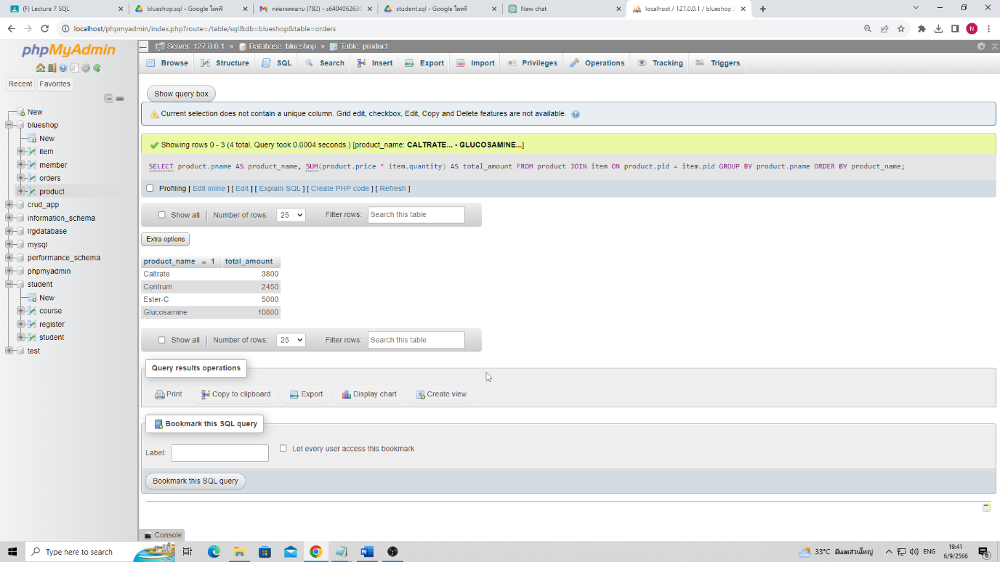 (F) Lecture 7 SQL
blueshop.sql - Google ไดรฟ์
กล่องจดหมาย (782) - s6404062630
student.sql - Google ไดรฟ์
New chat
localhost / 127.0.0.1 / blueshop /
localhost/phpmyadmin/index.php?route=/table/sql&db=blueshop&table=orders
phpMyAdmin
Recent
Favorites
New
blueshop
New
item
member
orders
product
crud_app
information_schema
lrgdatabase
mysql
performance_schema
phpmyadmin
student
New
course
register
student
test
Server: 127.0.0.1 » Database: blueshop » Table: product
Browse Structure SQL Search Insert Export Import Privileges Operations Tracking Triggers
Show query box
Current selection does not contain a unique column. Grid edit, checkbox, Edit, Copy and Delete features are not available.
Showing rows 0 - 3 (4 total, Query took 0.0004 seconds.) [product_name: CALTRATE... - GLUCOSAMINE...]
SELECT product.pname AS product_name, SUM(product.price * item.quantity) AS total_amount FROM product JOIN item ON product.pid = item.pid GROUP BY product.pname ORDER BY product_name;
Profiling [ Edit inline ] [ Edit ] [ Explain SQL ] [ Create PHP code ] [ Refresh ]
Show all Number of rows: 25 Filter rows: Search this table
Extra options
product_name 1 total_amount
Caltrate 3800
Centrum 2450
Ester-C 5000
Glucosamine 10800
Show all Number of rows: 25 Filter rows: Search this table
Query results operations
Print Copy to clipboard Export Display chart Create view
Bookmark this SQL query
Label: Let every user access this bookmark
Bookmark this SQL query
Console
Type here to search
33°C มีเมฆส่วนใหญ่ ENG
19:41
6/9/2566
6